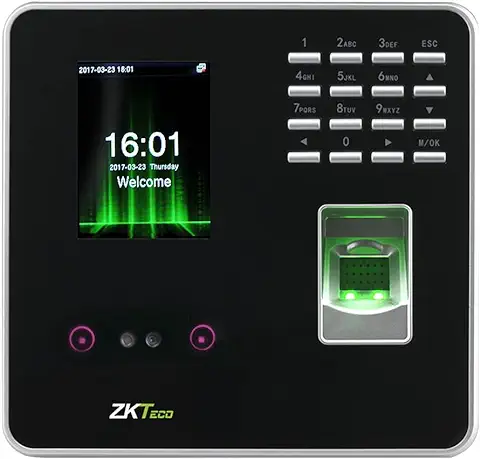 2017-03-23 16:01
16:01
2017-03-23 Thursday
Welcome
1 2ABC 3DEF ESC
4GHI 5JKL 6MNO ▲
7PQRS 8TUV 9WXYZ ▼
◀ 0 ▶ M/OK
ZKTECO